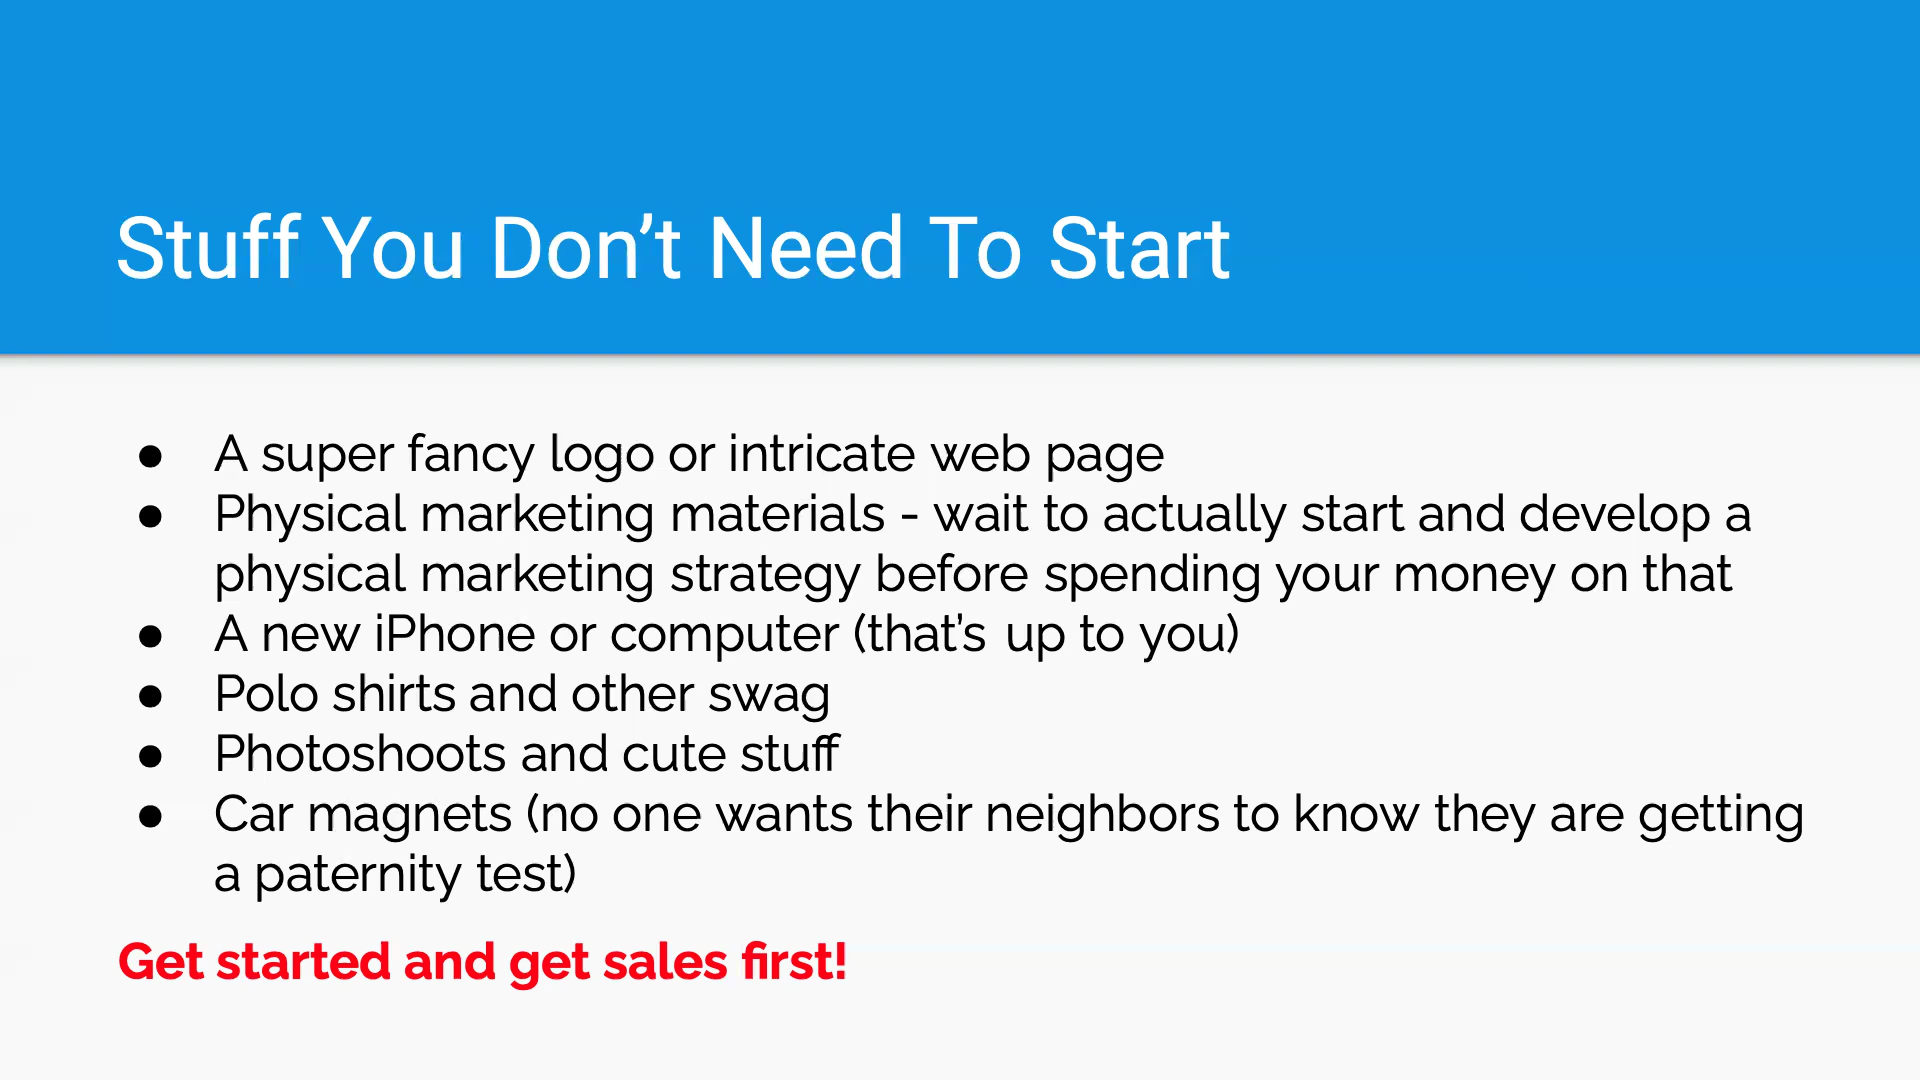 Stuff You Don’t Need To Start
● A super fancy logo or intricate web page
● Physical marketing materials - wait to actually start and develop a
physical marketing strategy before spending your money on that
● A new iPhone or computer (that’s up to you)
● Polo shirts and other swag
● Photoshoots and cute stuff
● Car magnets (no one wants their neighbors to know they are getting
a paternity test)
Get started and get sales first!